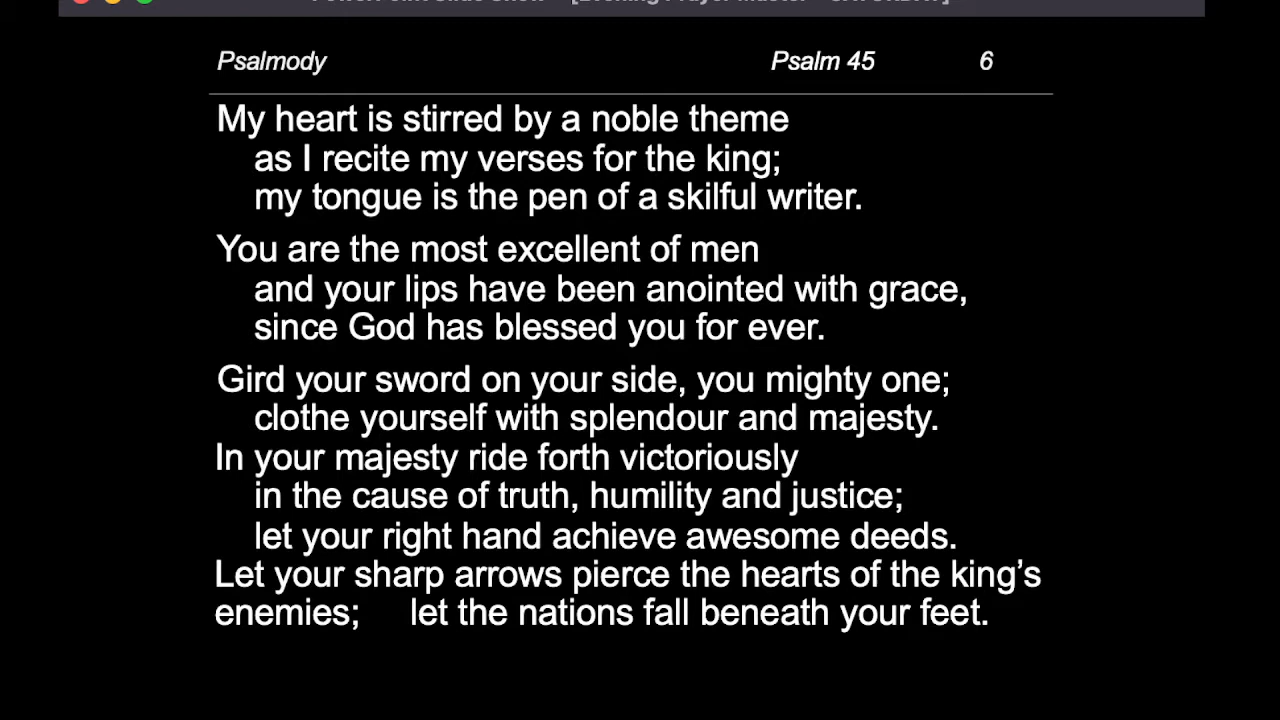 Psalmody Psalm 45 6
My heart is stirred by a noble theme
as I recite my verses for the king;
my tongue is the pen of a skilful writer.
You are the most excellent of men
and your lips have been anointed with grace,
since God has blessed you for ever.
Gird your sword on your side, you mighty one;
clothe yourself with splendour and majesty.
In your majesty ride forth victoriously
in the cause of truth, humility and justice;
let your right hand achieve awesome deeds.
Let your sharp arrows pierce the hearts of the king’s
enemies; let the nations fall beneath your feet.